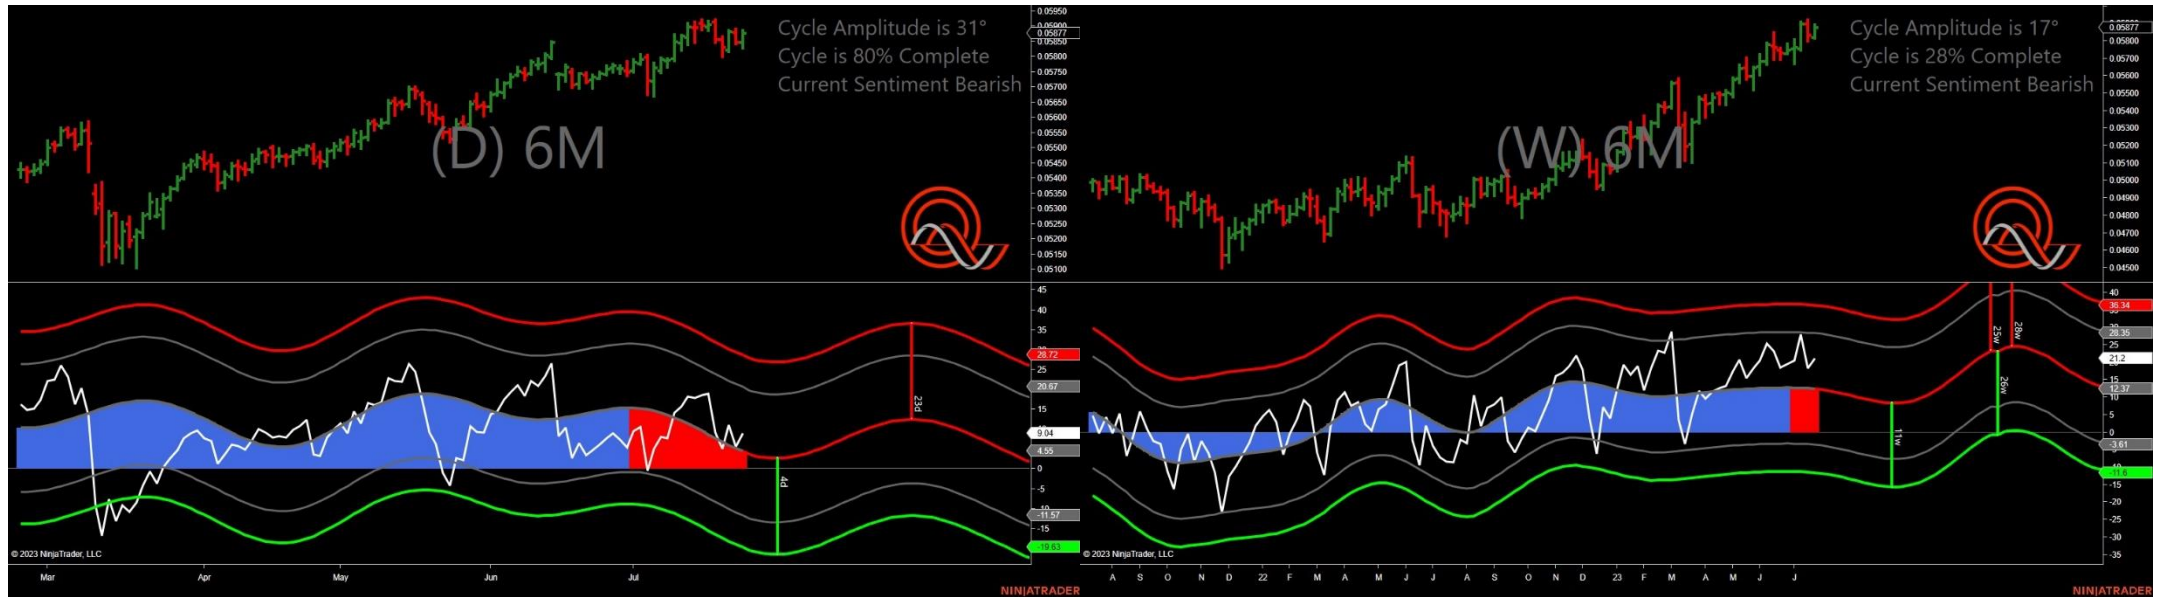 Cycle Amplitude is 31°
Cycle is 80% Complete
Current Sentiment Bearish
(D) 6M
0.05950
0.05900
0.05877
0.05850
0.05800
0.05750
0.05700
0.05650
0.05600
0.05550
0.05500
0.05450
0.05400
0.05350
0.05300
0.05250
0.05200
0.05150
0.05100
45
40
35
28.72
25
20.67
15
9.04
4.55
0
-5
-11.57
-15
-19.63
23d
4d
© 2023 NinjaTrader, LLC
Mar
Apr
May
Jun
Jul
NINJATRADER
Cycle Amplitude is 17°
Cycle is 28% Complete
Current Sentiment Bearish
(W) 6M
0.05877
0.05800
0.05700
0.05600
0.05500
0.05400
0.05300
0.05200
0.05100
0.05000
0.04900
0.04800
0.04700
0.04600
0.04500
40
36.34
28.35
25
21.2
15
12.37
10
5
0
-3.61
-11.6
-15
-20
-25
-30
-35
25w
28w
26w
11w
© 2023 NinjaTrader, LLC
A S O N D 22 F M A M J J A S O N D 23 F M A M J J
NINJATRADER